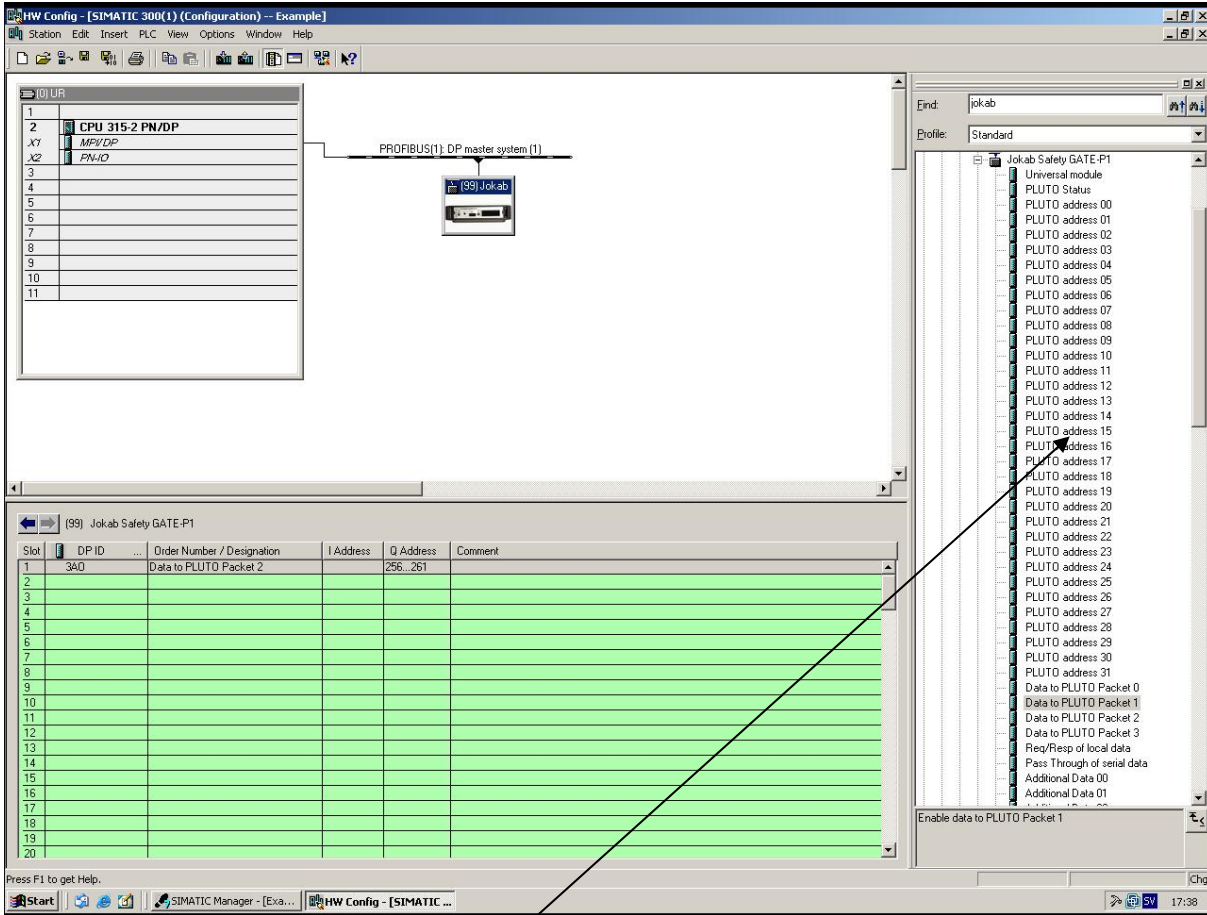 HW Config - [SIMATIC 300(1) (Configuration) -- Example]
Station Edit Insert PLC View Options Window Help
(0) UR
1
2 CPU 315-2 PN/DP
X1 MPI/DP
X2 PN-IO
3
4
5
6
7
8
9
10
11
PROFIBUS(1): DP master system (1)
(99) Jokab
(99) Jokab Safety GATE-P1
Slot DP ID ... Order Number / Designation I Address Q Address Comment
1 3AO Data to PLUTO Packet 2 256...261
2
3
4
5
6
7
8
9
10
11
12
13
14
15
16
17
18
19
20
Find: jokab
Profile: Standard
Jokab Safety GATE-P1
Universal module
PLUTO Status
PLUTO address 00
PLUTO address 01
PLUTO address 02
PLUTO address 03
PLUTO address 04
PLUTO address 05
PLUTO address 06
PLUTO address 07
PLUTO address 08
PLUTO address 09
PLUTO address 10
PLUTO address 11
PLUTO address 12
PLUTO address 13
PLUTO address 14
PLUTO address 15
PLUTO address 16
PLUTO address 17
PLUTO address 18
PLUTO address 19
PLUTO address 20
PLUTO address 21
PLUTO address 22
PLUTO address 23
PLUTO address 24
PLUTO address 25
PLUTO address 26
PLUTO address 27
PLUTO address 28
PLUTO address 29
PLUTO address 30
PLUTO address 31
Data to PLUTO Packet 0
Data to PLUTO Packet 1
Data to PLUTO Packet 2
Data to PLUTO Packet 3
Req/Resp of local data
Pass Through of serial data
Additional Data 00
Additional Data 01
Enable data to PLUTO Packet 1
Press F1 to get Help.
Chg
Start SIMATIC Manager - [Exa... HW Config - [SIMATIC ... SV 17:38